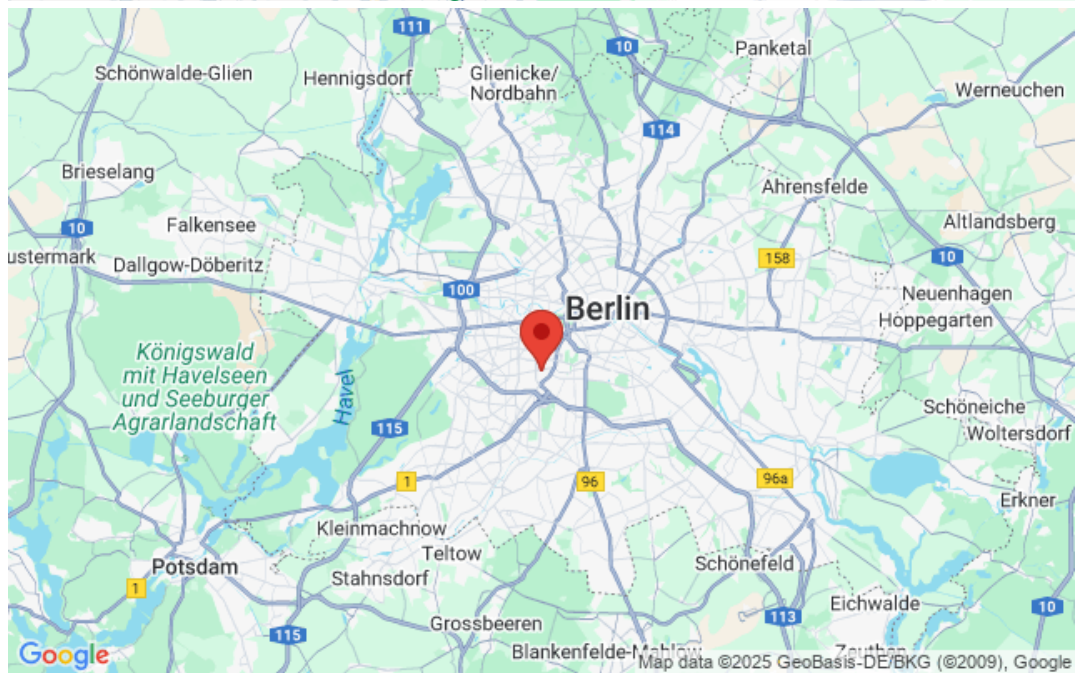 111
10
Panketal
Schönwalde-Glien
Hennigsdorf
Glienicke/
Nordbahn
Werneuchen
114
Brieselang
Ahrensfelde
10
Falkensee
Altlandsberg
ustermark
Dallgow-Döberitz
158
10
100
Neuenhagen
Berlin
Hoppegarten
Königswald
mit Havelseen
und Seeburger
Agrarlandschaft
Havel
115
Schöneiche
Woltersdorf
1
96
96a
Erkner
Kleinmachnow
Teltow
Potsdam
Stahnsdorf
Schönefeld
1
Eichwalde
10
113
Grossbeeren
115
Blankenfelde-Mahlow
Zeuthen
Google
Map data ©2025 GeoBasis-DE/BKG (©2009), Google